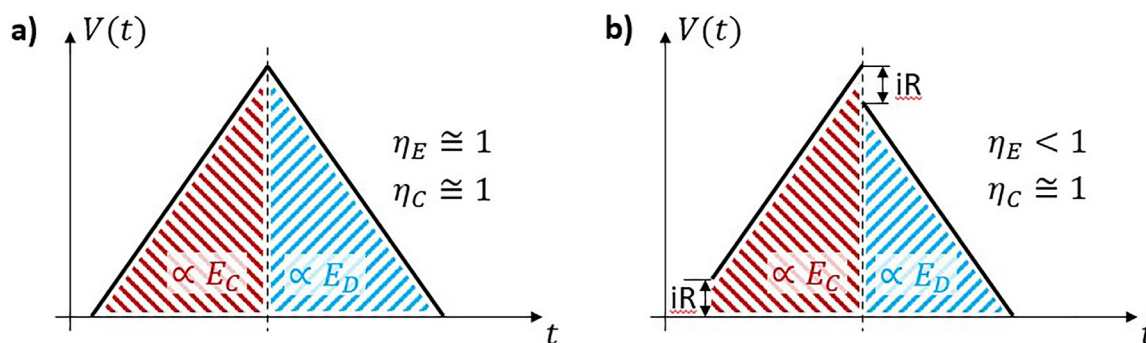 a)
V(t)
η_E ≅ 1
η_C ≅ 1
∝ E_C
∝ E_D
t
b)
V(t)
iR
η_E < 1
η_C ≅ 1
∝ E_C
∝ E_D
iR
t